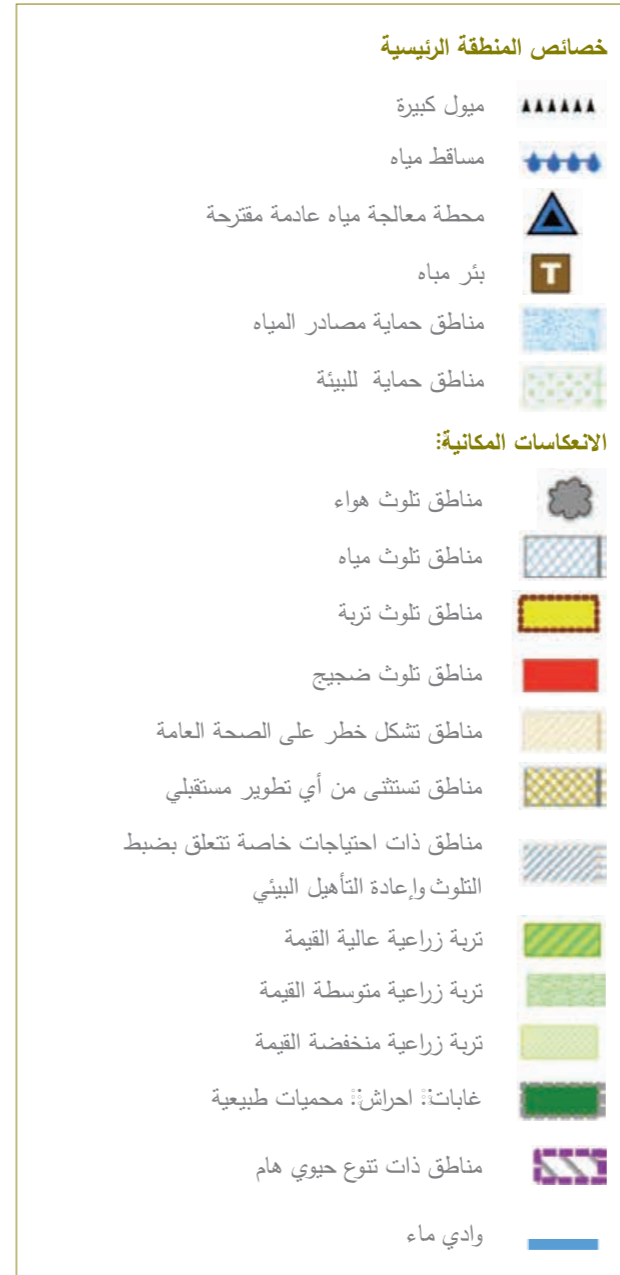 خصائص المنطقة الرئيسية
ميول كبيرة
مساقط مياه
محطة معالجة مياه عادمة مقترحة
T
بئر مياه
مناطق حماية مصادر المياه
مناطق حماية للبيئة
الانعكاسات المكانية:
مناطق تلوث هواء
مناطق تلوث مياه
مناطق تلوث تربة
مناطق تلوث ضجيج
مناطق تشكل خطر على الصحة العامة
مناطق تستثنى من أي تطوير مستقبلي
مناطق ذات احتياجات خاصة تتعلق بضبط
التلوث وإعادة التأهيل البيئي
تربة زراعية عالية القيمة
تربة زراعية متوسطة القيمة
تربة زراعية منخفضة القيمة
غابات: احراش: محميات طبيعية
مناطق ذات تنوع حيوي هام
وادي ماء